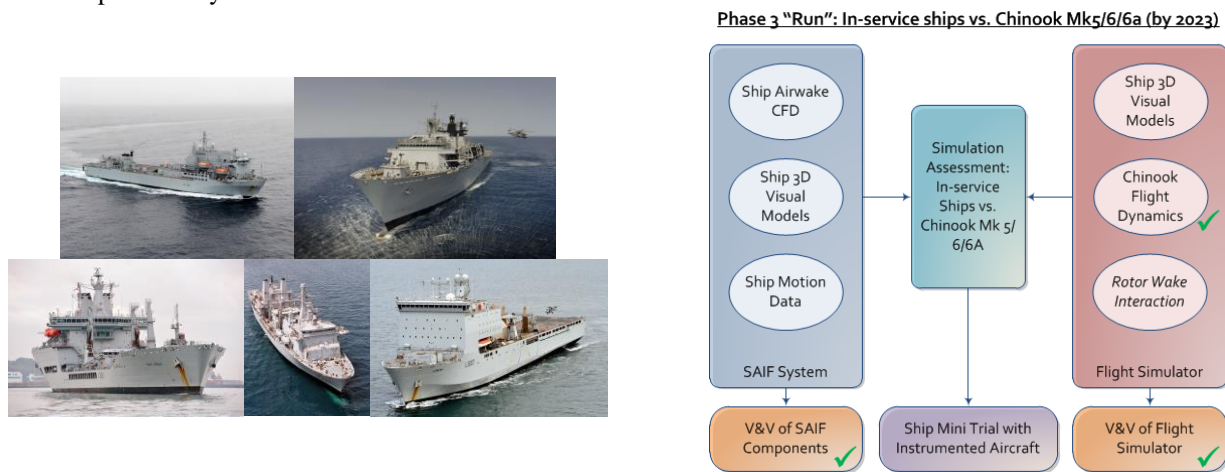 Phase 3 “Run”: In-service ships vs. Chinook Mk5/6/6a (by 2023)
Ship Airwake
CFD
Ship 3D
Visual
Models
Ship Motion
Data
SAIF System
Simulation
Assessment:
In-service
Ships vs.
Chinook Mk 5/
6/6A
Ship 3D
Visual
Models
Chinook
Flight
Dynamics
Rotor Wake
Interaction
Flight Simulator
V&V of SAIF
Components
Ship Mini Trial with
Instrumented Aircraft
V&V of Flight
Simulator